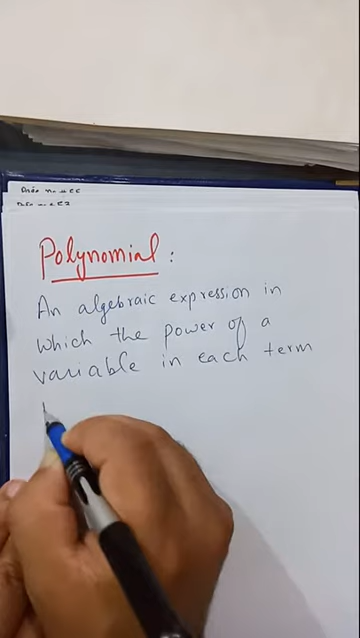 Polynomial :
An algebraic expression in
which the power of a
variable in each term